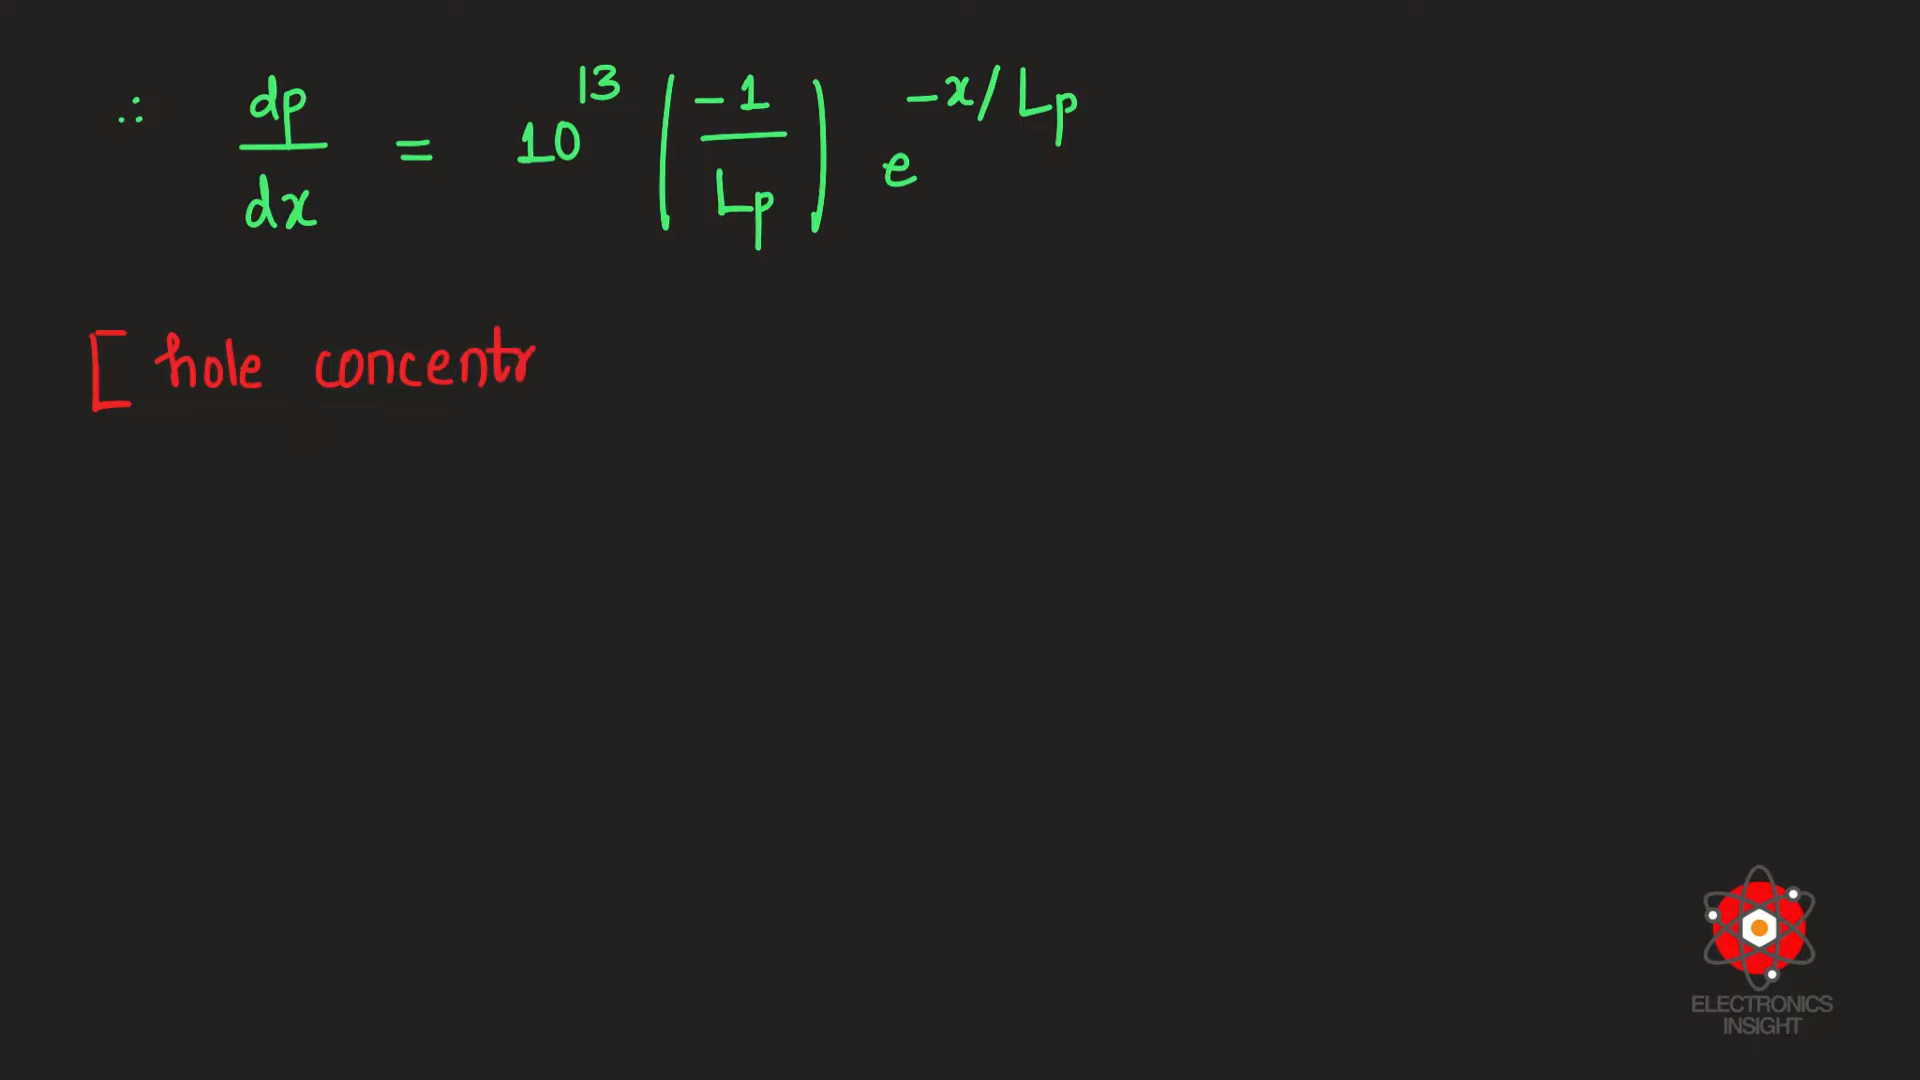 ∴ dp/dx = 10^13 (-1/Lp) e^-x/Lp
[ hole concentr
ELECTRONICS
INSIGHT